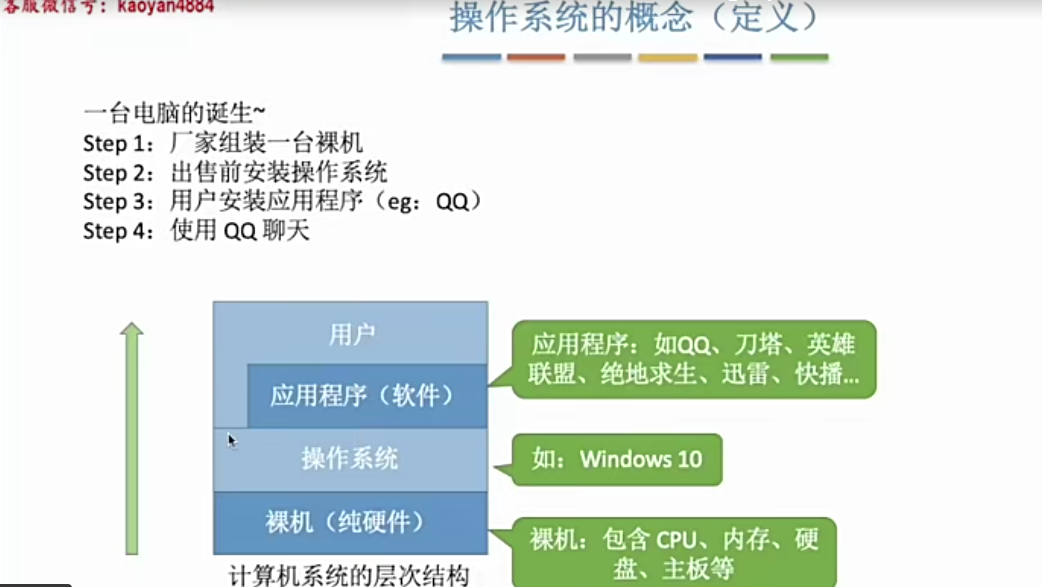 客服微信号：kaoyan4884
操作系统的概念（定义）
一台电脑的诞生~
Step 1：厂家组装一台裸机
Step 2：出售前安装操作系统
Step 3：用户安装应用程序（eg：QQ）
Step 4：使用 QQ 聊天
用户
应用程序（软件）
操作系统
裸机（纯硬件）
应用程序：如QQ、刀塔、英雄
联盟、绝地求生、迅雷、快播...
如：Windows 10
裸机：包含 CPU、内存、硬
盘、主板等
计算机系统的层次结构